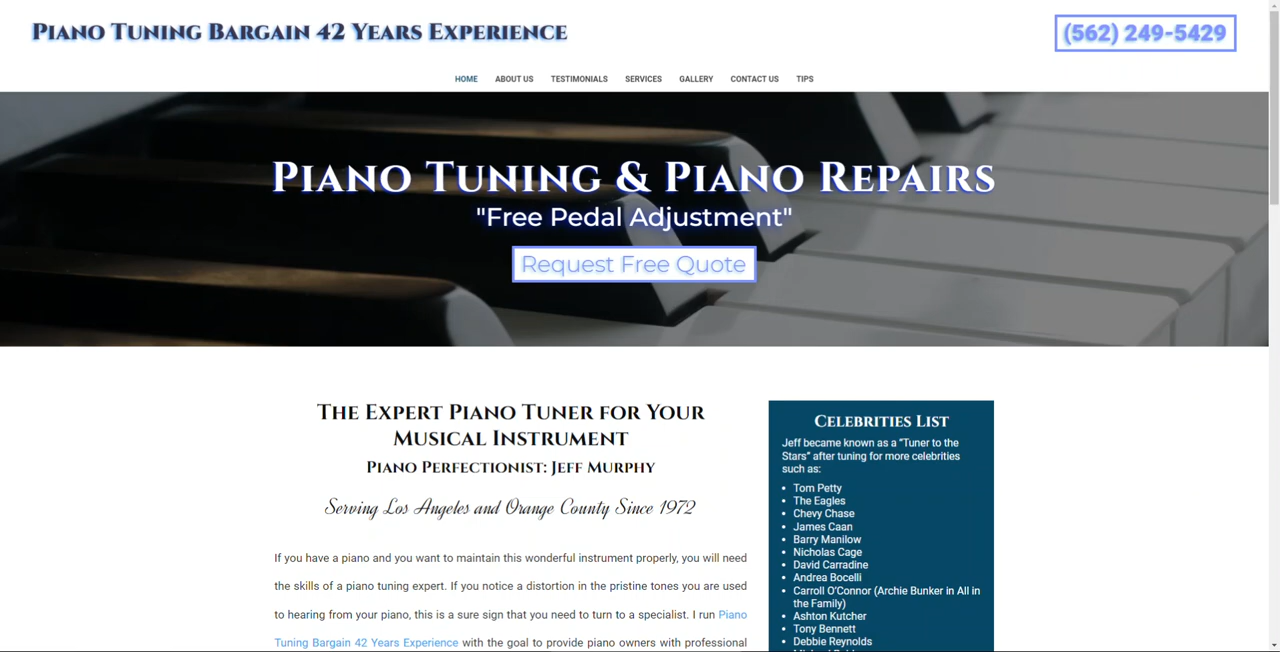 Piano Tuning Bargain 42 Years Experience
(562) 249-5429
HOME ABOUT US TESTIMONIALS SERVICES GALLERY CONTACT US TIPS
Piano Tuning & Piano Repairs
"Free Pedal Adjustment"
Request Free Quote
The Expert Piano Tuner for Your
Musical Instrument
Piano Perfectionist: Jeff Murphy
Serving Los Angeles and Orange County Since 1972
If you have a piano and you want to maintain this wonderful instrument properly, you will need
the skills of a piano tuning expert. If you notice a distortion in the pristine tones you are used
to hearing from your piano, this is a sure sign that you need to turn to a specialist. I run Piano
Tuning Bargain 42 Years Experience with the goal to provide piano owners with professional
Celebrities List
Jeff became known as a “Tuner to the
Stars” after tuning for more celebrities
such as:
• Tom Petty
• The Eagles
• Chevy Chase
• James Caan
• Barry Manilow
• Nicholas Cage
• David Carradine
• Andrea Bocelli
• Carroll O’Connor (Archie Bunker in All in
the Family)
• Ashton Kutcher
• Tony Bennett
• Debbie Reynolds